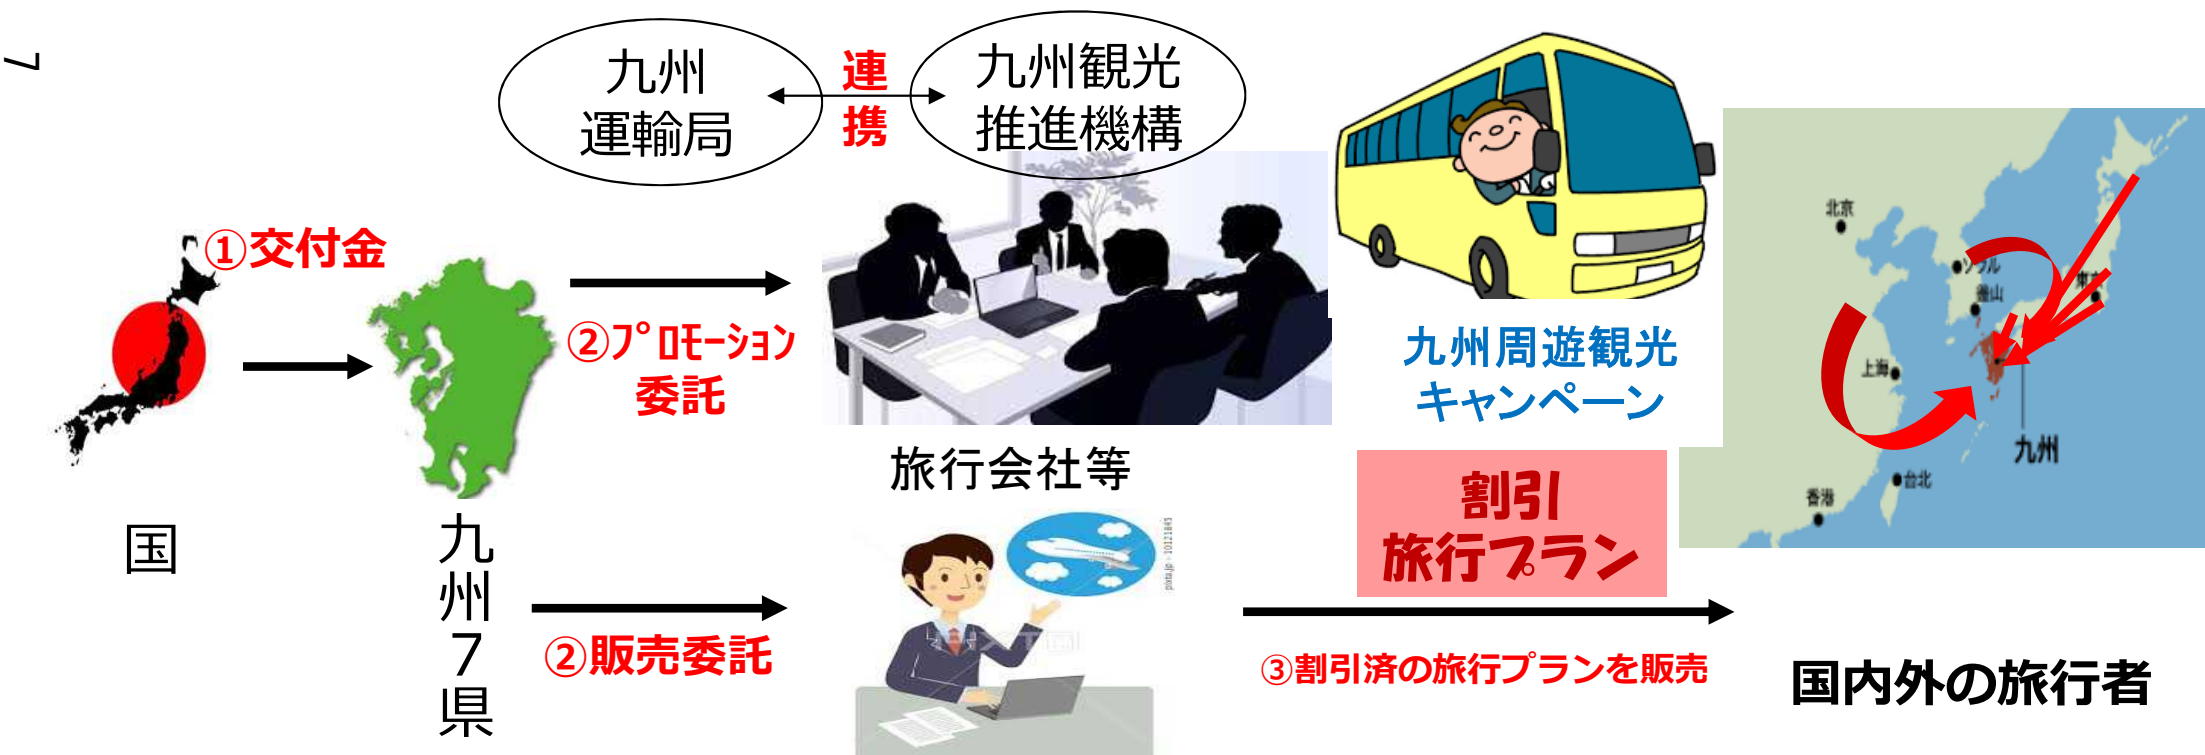 7
九州
運輸局
連
携
九州観光
推進機構
①交付金
②ﾌﾟﾛﾓｰｼｮﾝ
委託
旅行会社等
国
九
州
7
県
②販売委託
九州周遊観光
キャンペーン
割引
旅行プラン
③割引済の旅行プランを販売
北京
ソウル
釜山
東京
上海
九州
台北
香港
国内外の旅行者
pixta.jp - 10121845